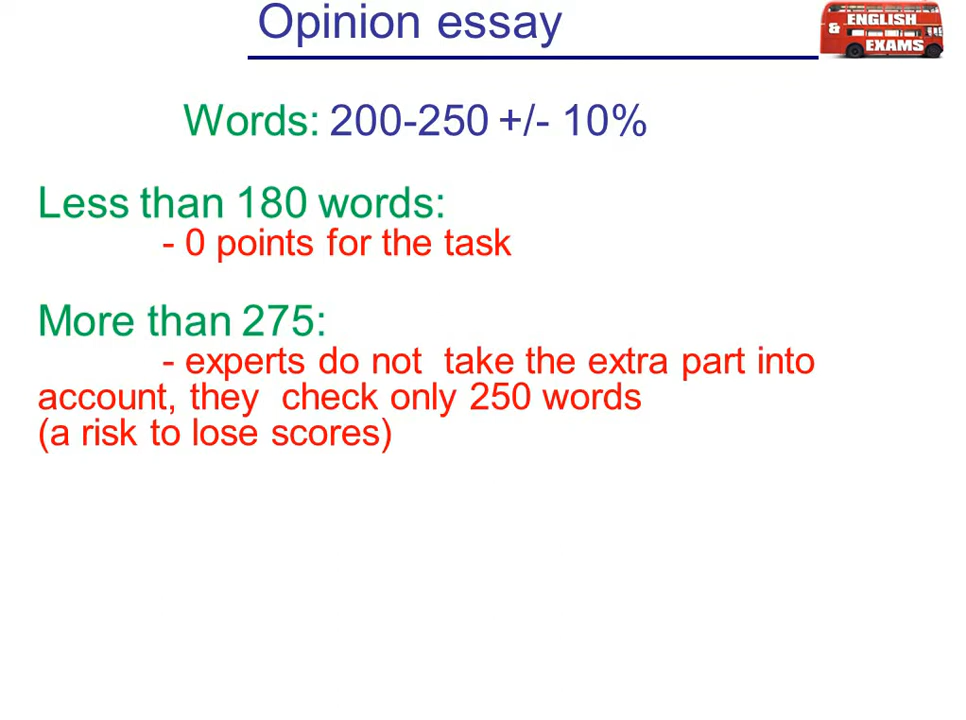 Opinion essay
ENGLISH
& EXAMS
Words: 200-250 +/- 10%
Less than 180 words:
- 0 points for the task
More than 275:
- experts do not take the extra part into
account, they check only 250 words
(a risk to lose scores)